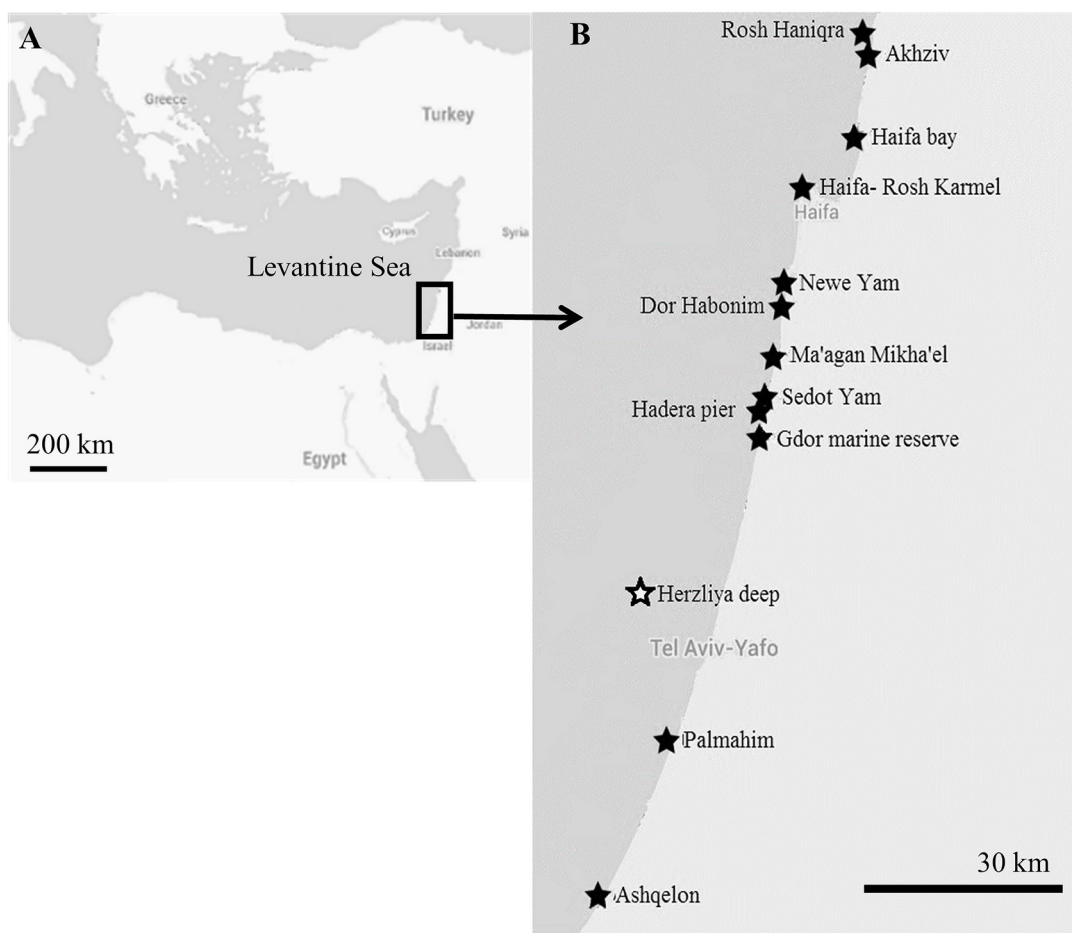 A
Greece
Turkey
Cyprus
Syria
Lebanon
Levantine Sea
Jordan
Israel
200 km
Egypt
B
Rosh Haniqra
Akhziv
Haifa bay
Haifa- Rosh Karmel
Haifa
Newe Yam
Dor Habonim
Ma'agan Mikha'el
Sedot Yam
Hadera pier
Gdor marine reserve
Herzliya deep
Tel Aviv-Yafo
Palmahim
30 km
Ashqelon